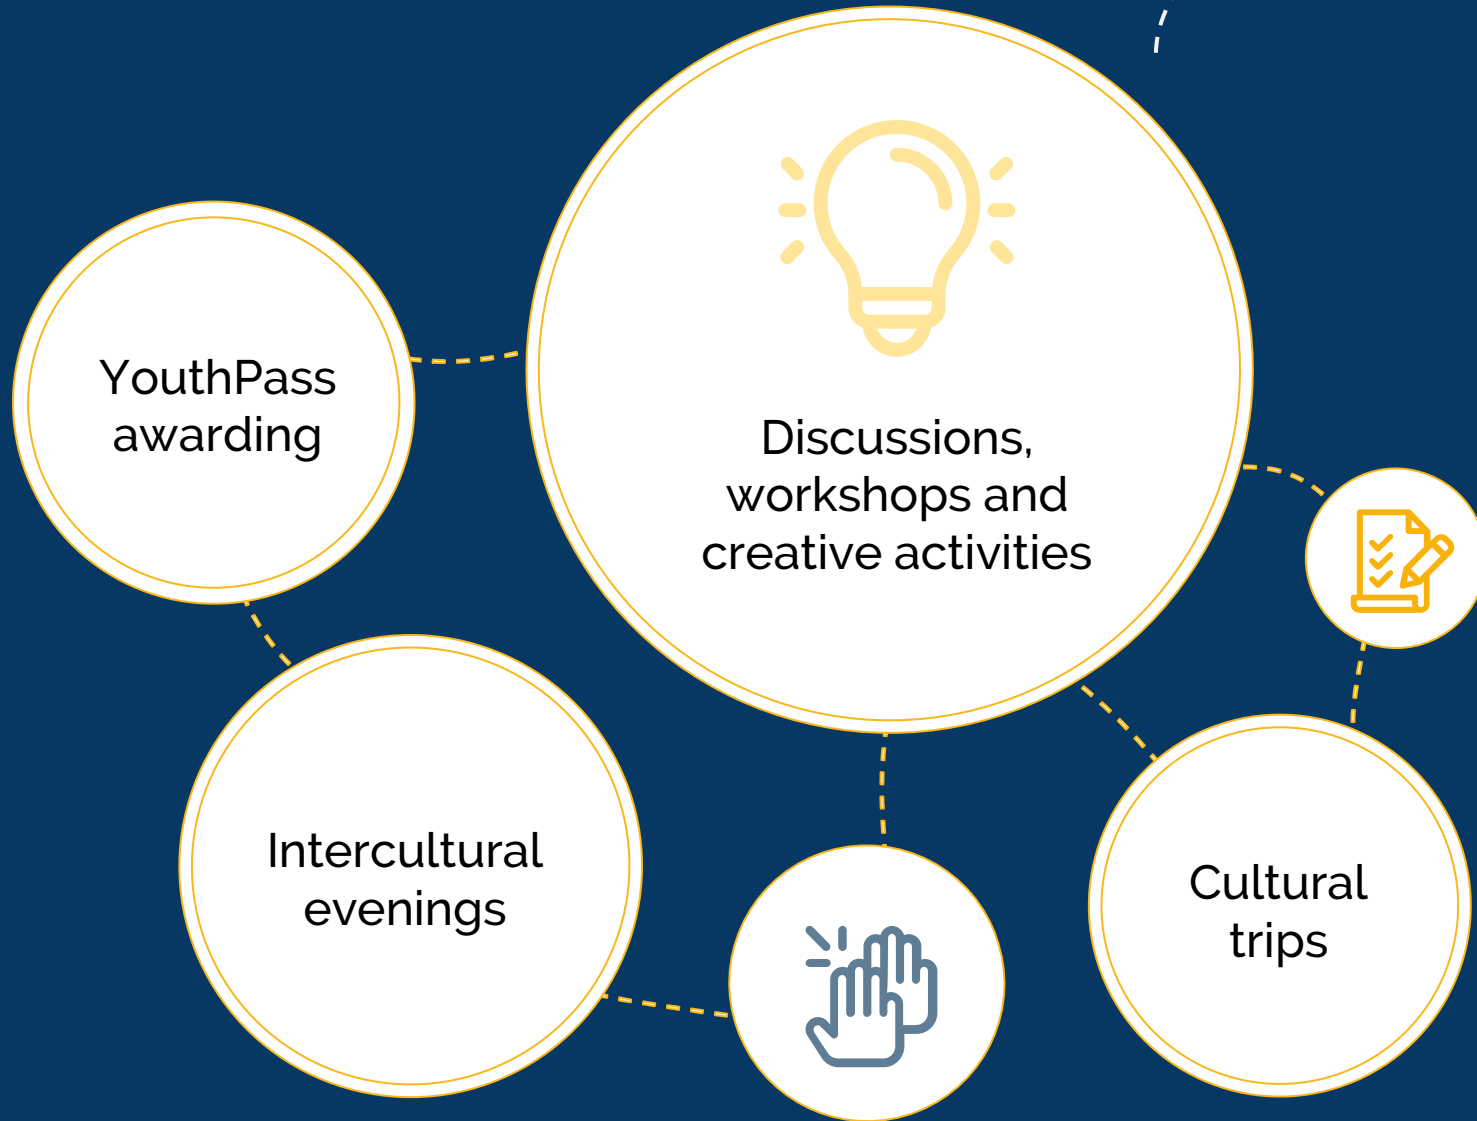 YouthPass
awarding
Discussions,
workshops and
creative activities
Intercultural
evenings
Cultural
trips